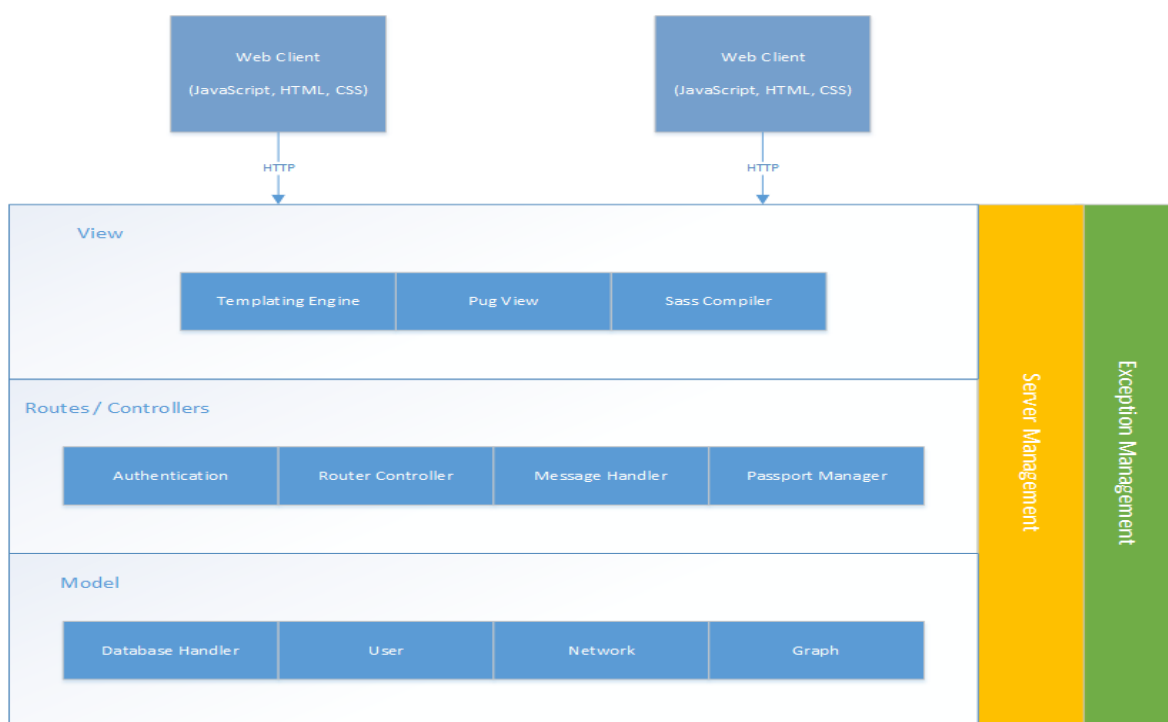 Web Client
(JavaScript, HTML, CSS)
Web Client
(JavaScript, HTML, CSS)
HTTP
HTTP
View
Templating Engine
Pug View
Sass Compiler
Routes / Controllers
Authentication
Router Controller
Message Handler
Passport Manager
Model
Database Handler
User
Network
Graph
Server Management
Exception Management